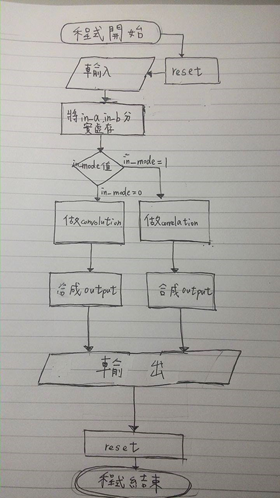 程式開始
reset
輸入
將in_a,in_b分
安處存
in_mode值
in_mode=1
in_mode=0
做convolution
做correlation
合成output
合成output
輸出
reset
程式結束